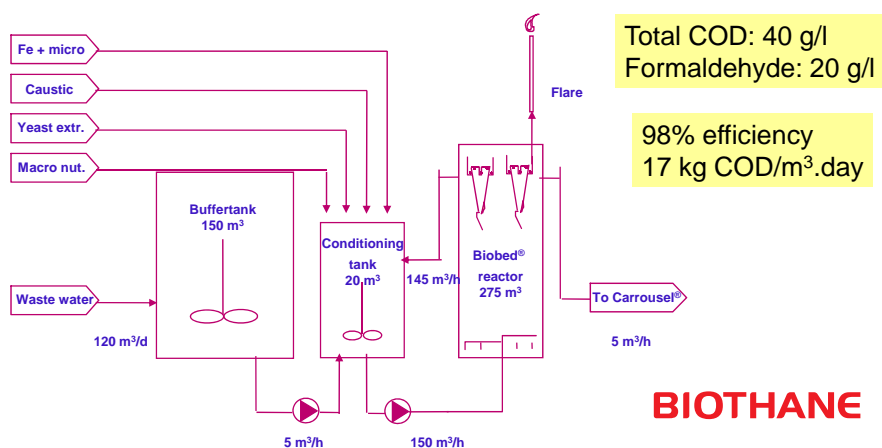 Fe + micro
Caustic
Yeast extr.
Macro nut.
Waste water
120 m³/d
Buffertank
150 m³
5 m³/h
Conditioning
tank
20 m³
150 m³/h
145 m³/h
Flare
Biobed®
reactor
275 m³
To Carrousel®
5 m³/h
Total COD: 40 g/l
Formaldehyde: 20 g/l
98% efficiency
17 kg COD/m³.day
BIOTHANE